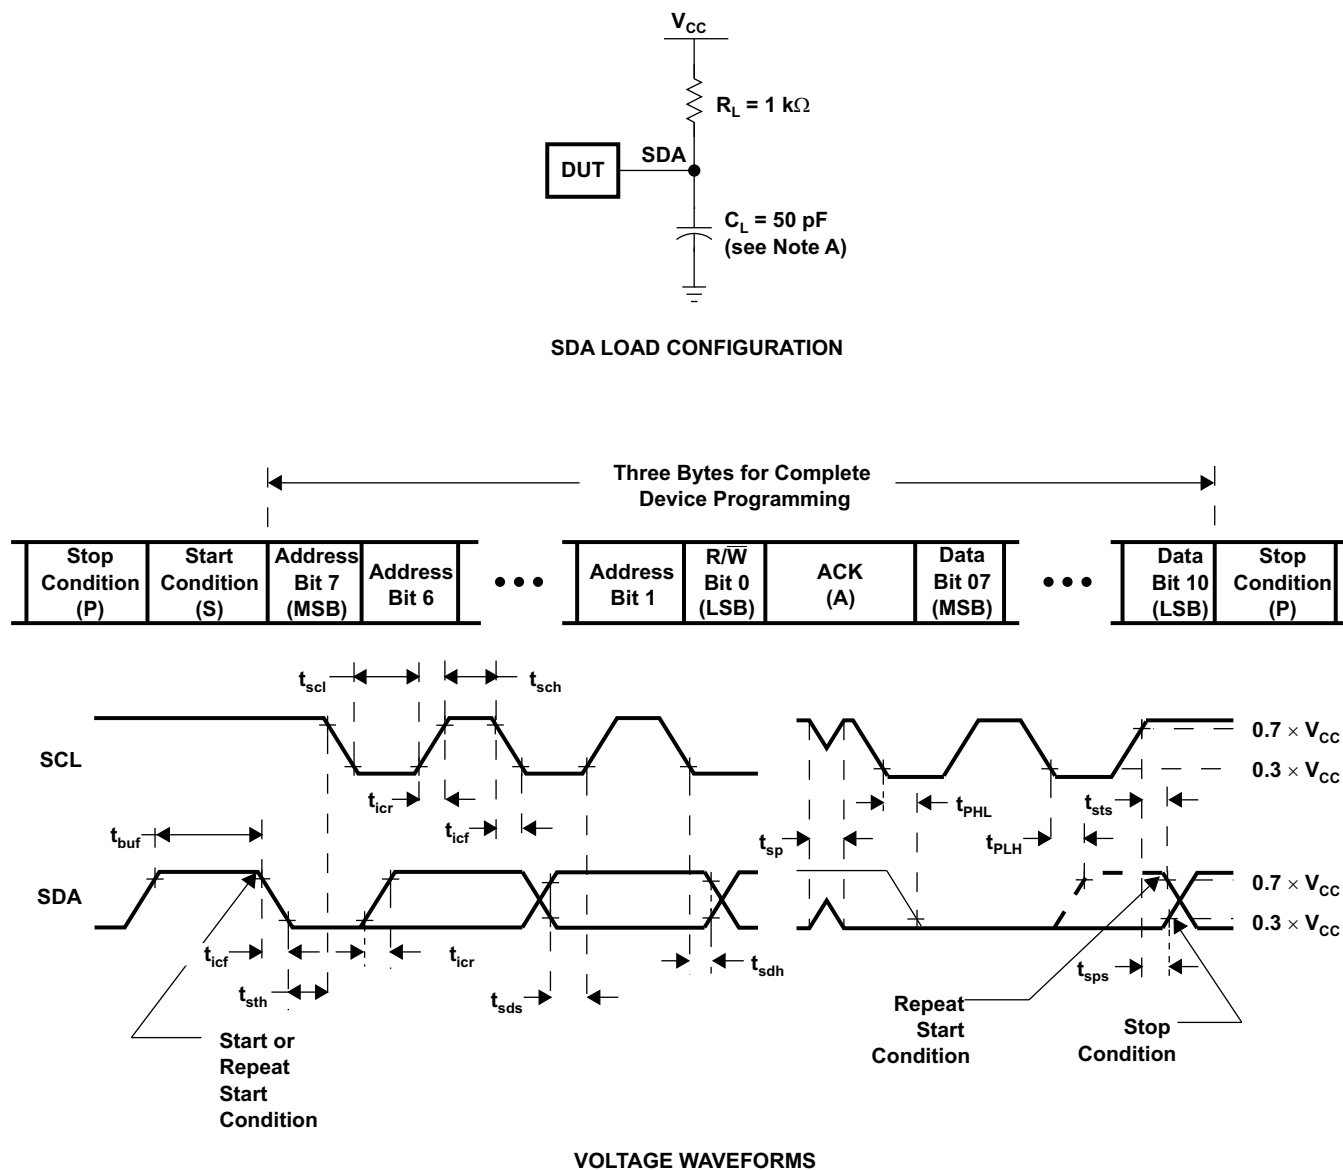 VCC
RL = 1 kΩ
SDA
DUT
CL = 50 pF
(see Note A)
SDA LOAD CONFIGURATION
Three Bytes for Complete
Device Programming
Stop
Condition
(P)
Start
Condition
(S)
Address
Bit 7
(MSB)
Address
Bit 6
•••
Address
Bit 1
R/W̅
Bit 0
(LSB)
ACK
(A)
Data
Bit 07
(MSB)
•••
Data
Bit 10
(LSB)
Stop
Condition
(P)
tscl
tsch
SCL
0.7 × VCC
0.3 × VCC
ticr
ticf
tPHL
tsts
tbuf
tsp
tPLH
SDA
0.7 × VCC
0.3 × VCC
ticf
ticr
tsdh
tsps
tsth
tsds
Start or
Repeat
Start
Condition
Repeat
Start
Condition
Stop
Condition
VOLTAGE WAVEFORMS